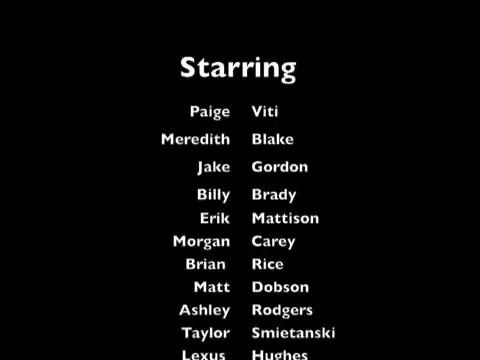 Starring
Paige Viti
Meredith Blake
Jake Gordon
Billy Brady
Erik Mattison
Morgan Carey
Brian Rice
Matt Dobson
Ashley Rodgers
Taylor Smietanski
Lexus Hughes